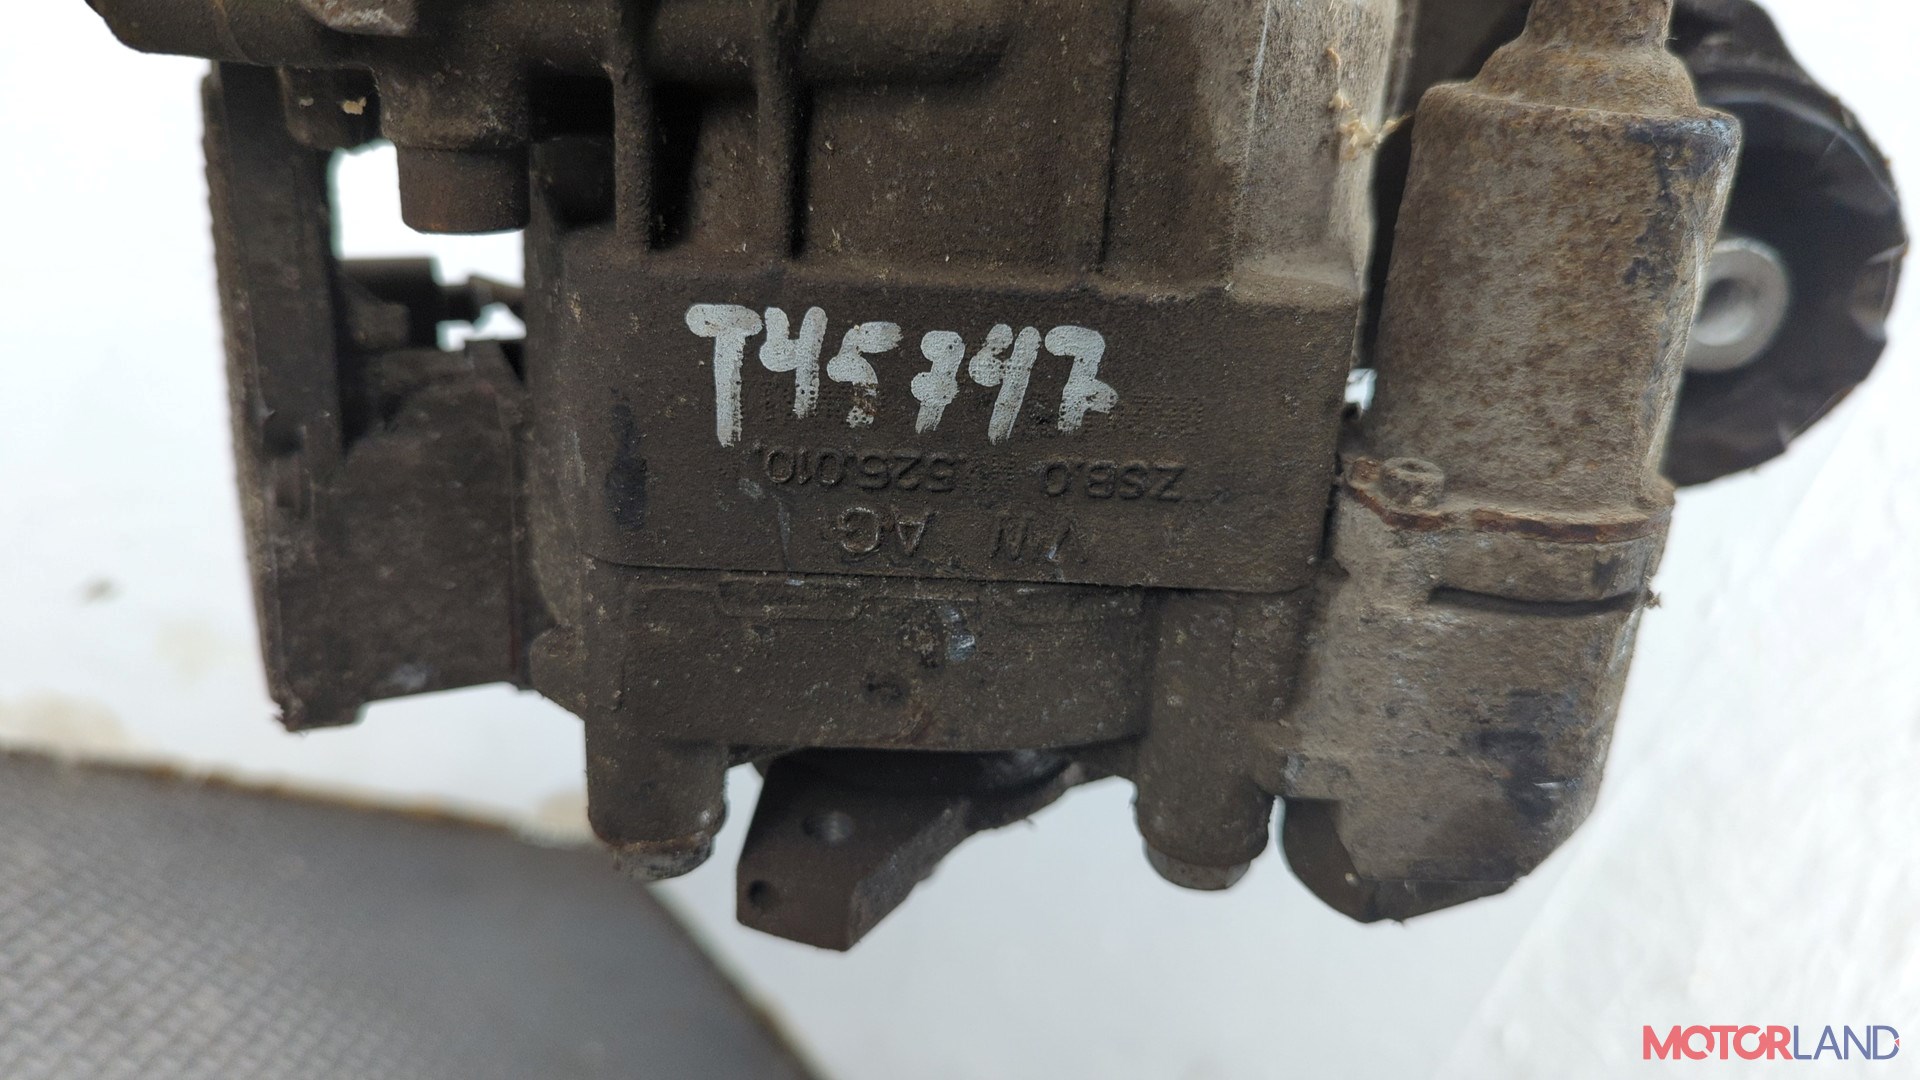 T45747
VW AG
ZSB.0 .525.010.
MOTORLAND